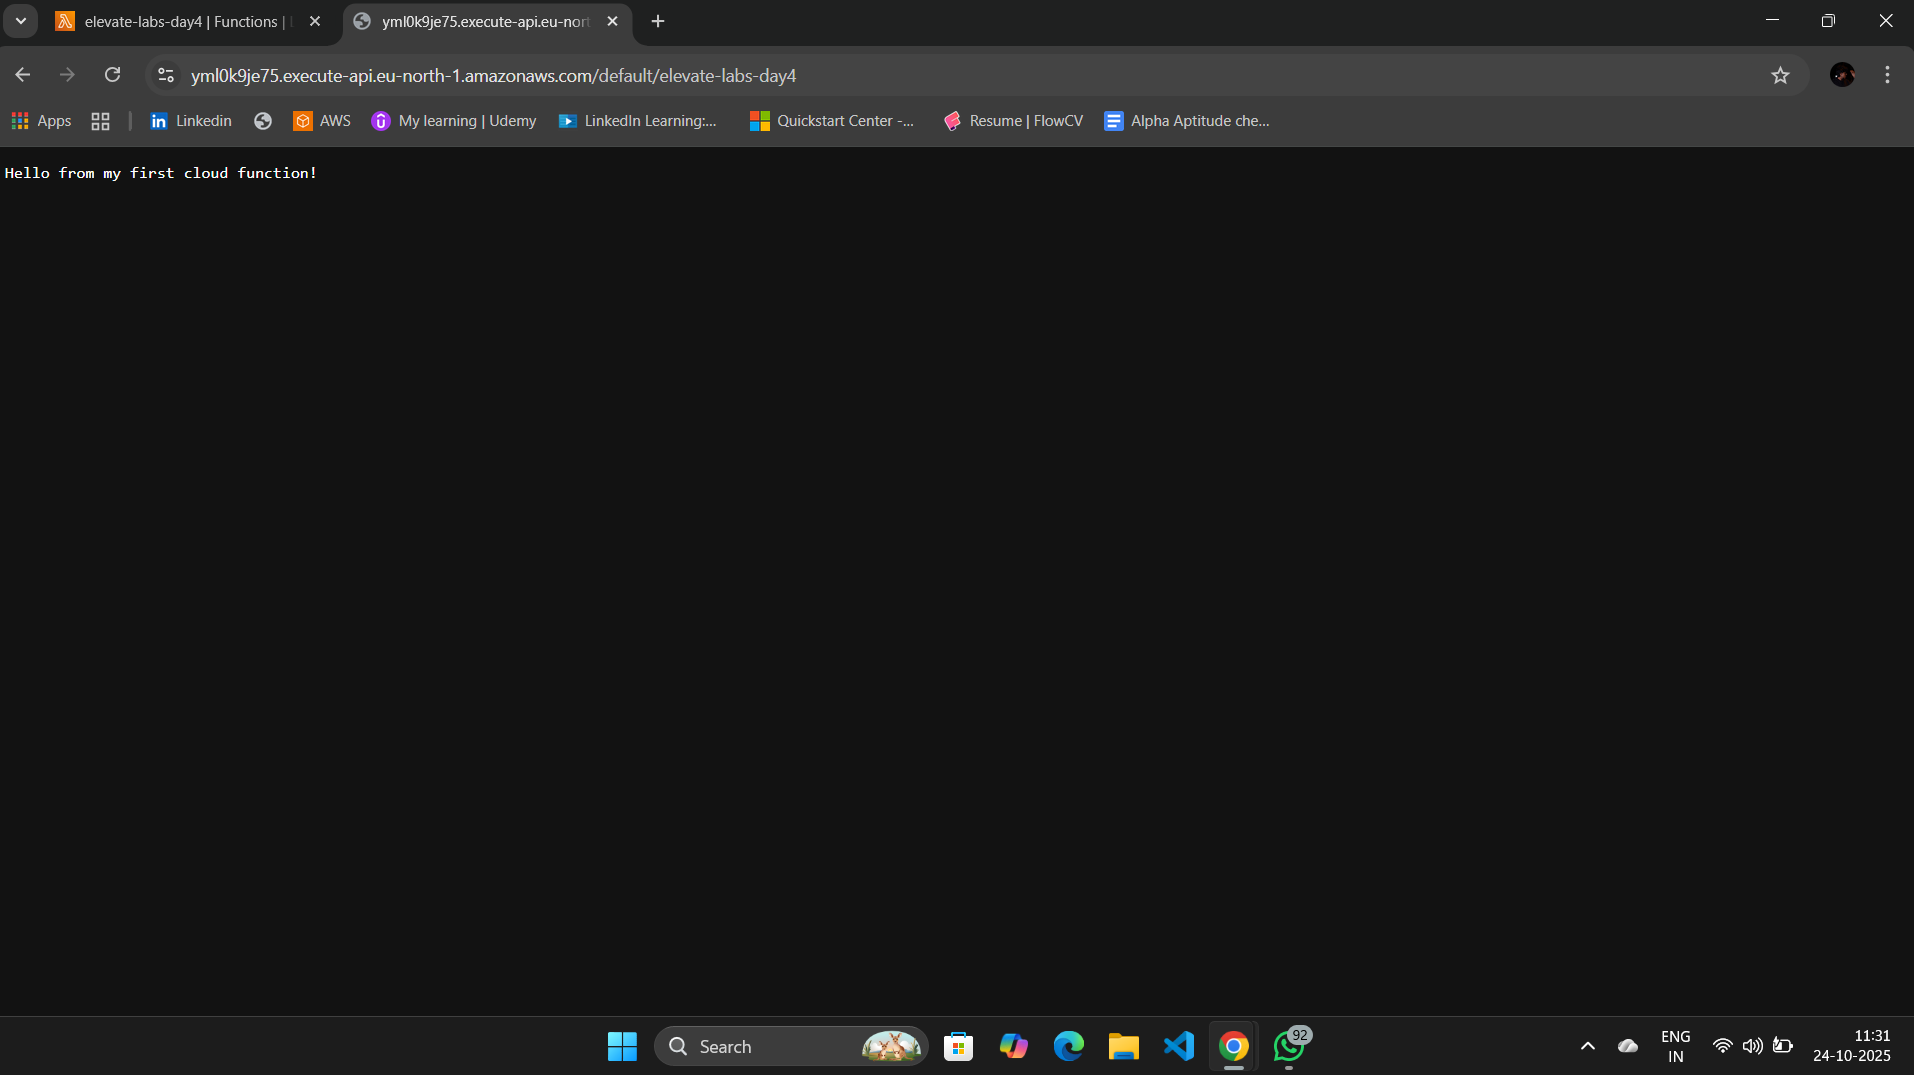 elevate-labs-day4 | Functions |
yml0k9je75.execute-api.eu-nort
yml0k9je75.execute-api.eu-north-1.amazonaws.com/default/elevate-labs-day4
Apps
Linkedin
AWS
My learning | Udemy
LinkedIn Learning:...
Quickstart Center -...
Resume | FlowCV
Alpha Aptitude che...
Hello from my first cloud function!
Search
92
ENG
IN
11:31
24-10-2025